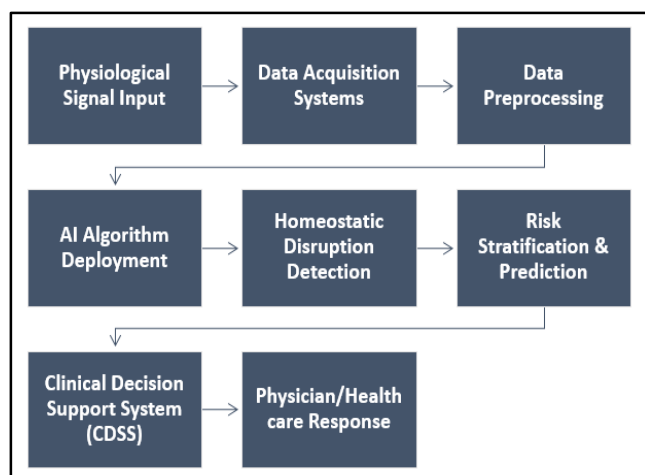 Physiological
Signal Input
Data Acquisition
Systems
Data
Preprocessing
AI Algorithm
Deployment
Homeostatic
Disruption
Detection
Risk
Stratification &
Prediction
Clinical Decision
Support System
(CDSS)
Physician/Health
care Response